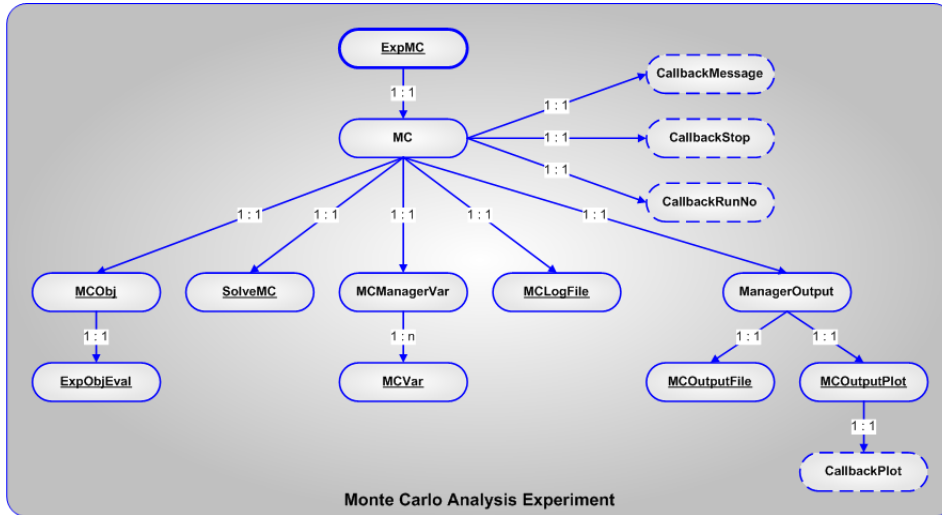 ExpMC
CallbackMessage
1 : 1
1 : 1
MC
1 : 1
CallbackStop
1 : 1
CallbackRunNo
1 : 1
1 : 1
1 : 1
1 : 1
1 : 1
MCObj
SolveMC
MCManagerVar
MCLogFile
ManagerOutput
1 : 1
1 : n
1 : 1
1 : 1
ExpObjEval
MCVar
MCOutputFile
MCOutputPlot
1 : 1
CallbackPlot
Monte Carlo Analysis Experiment